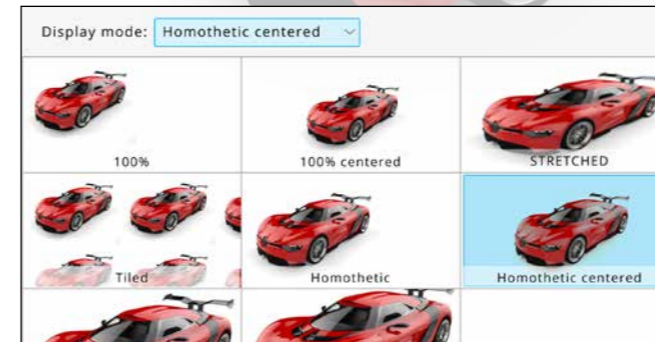 Display mode: Homothetic centered
100%
100% centered
STRETCHED
Tiled
Homothetic
Homothetic centered